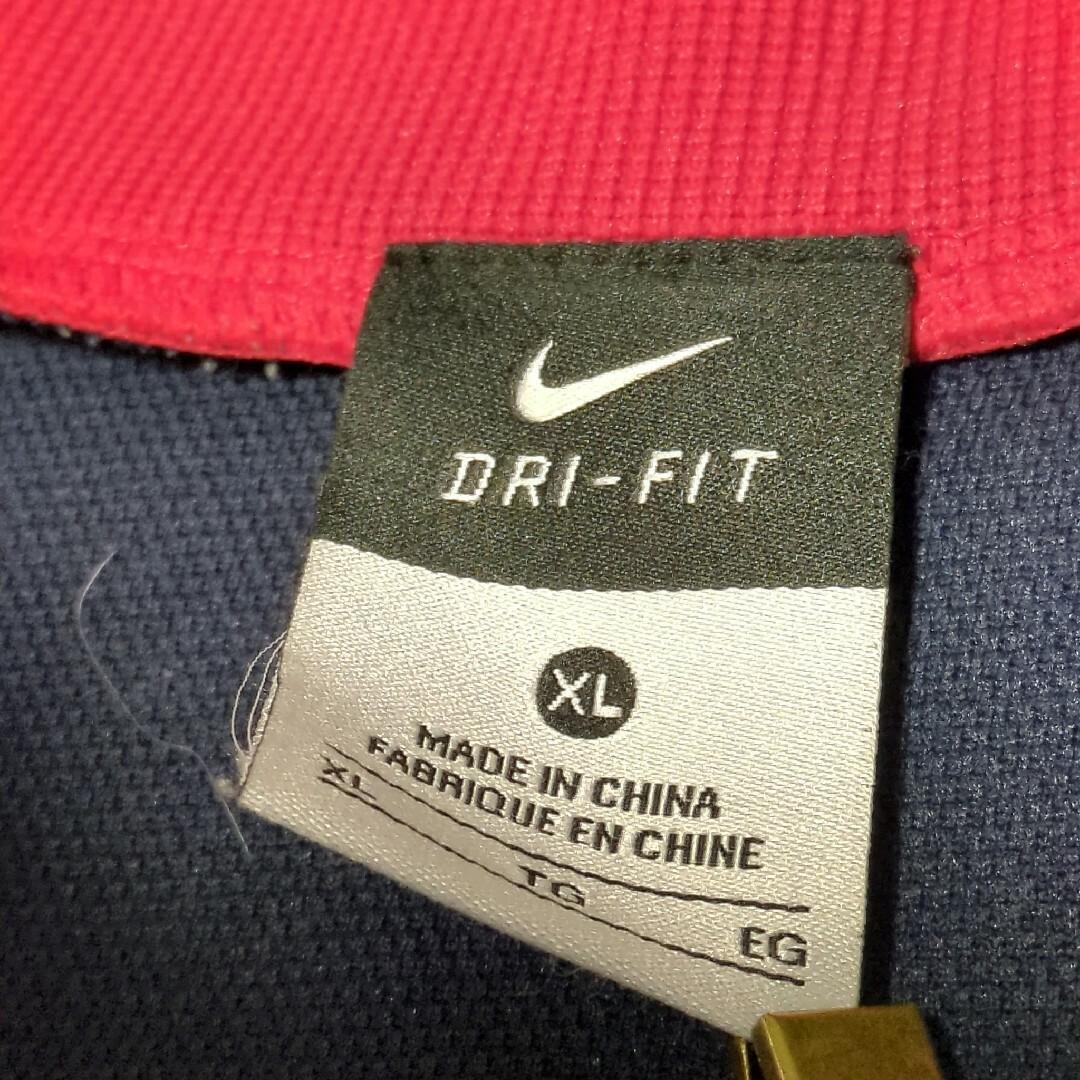 DRI-FIT
XL
MADE IN CHINA
FABRIQUE EN CHINE
XL TG EG